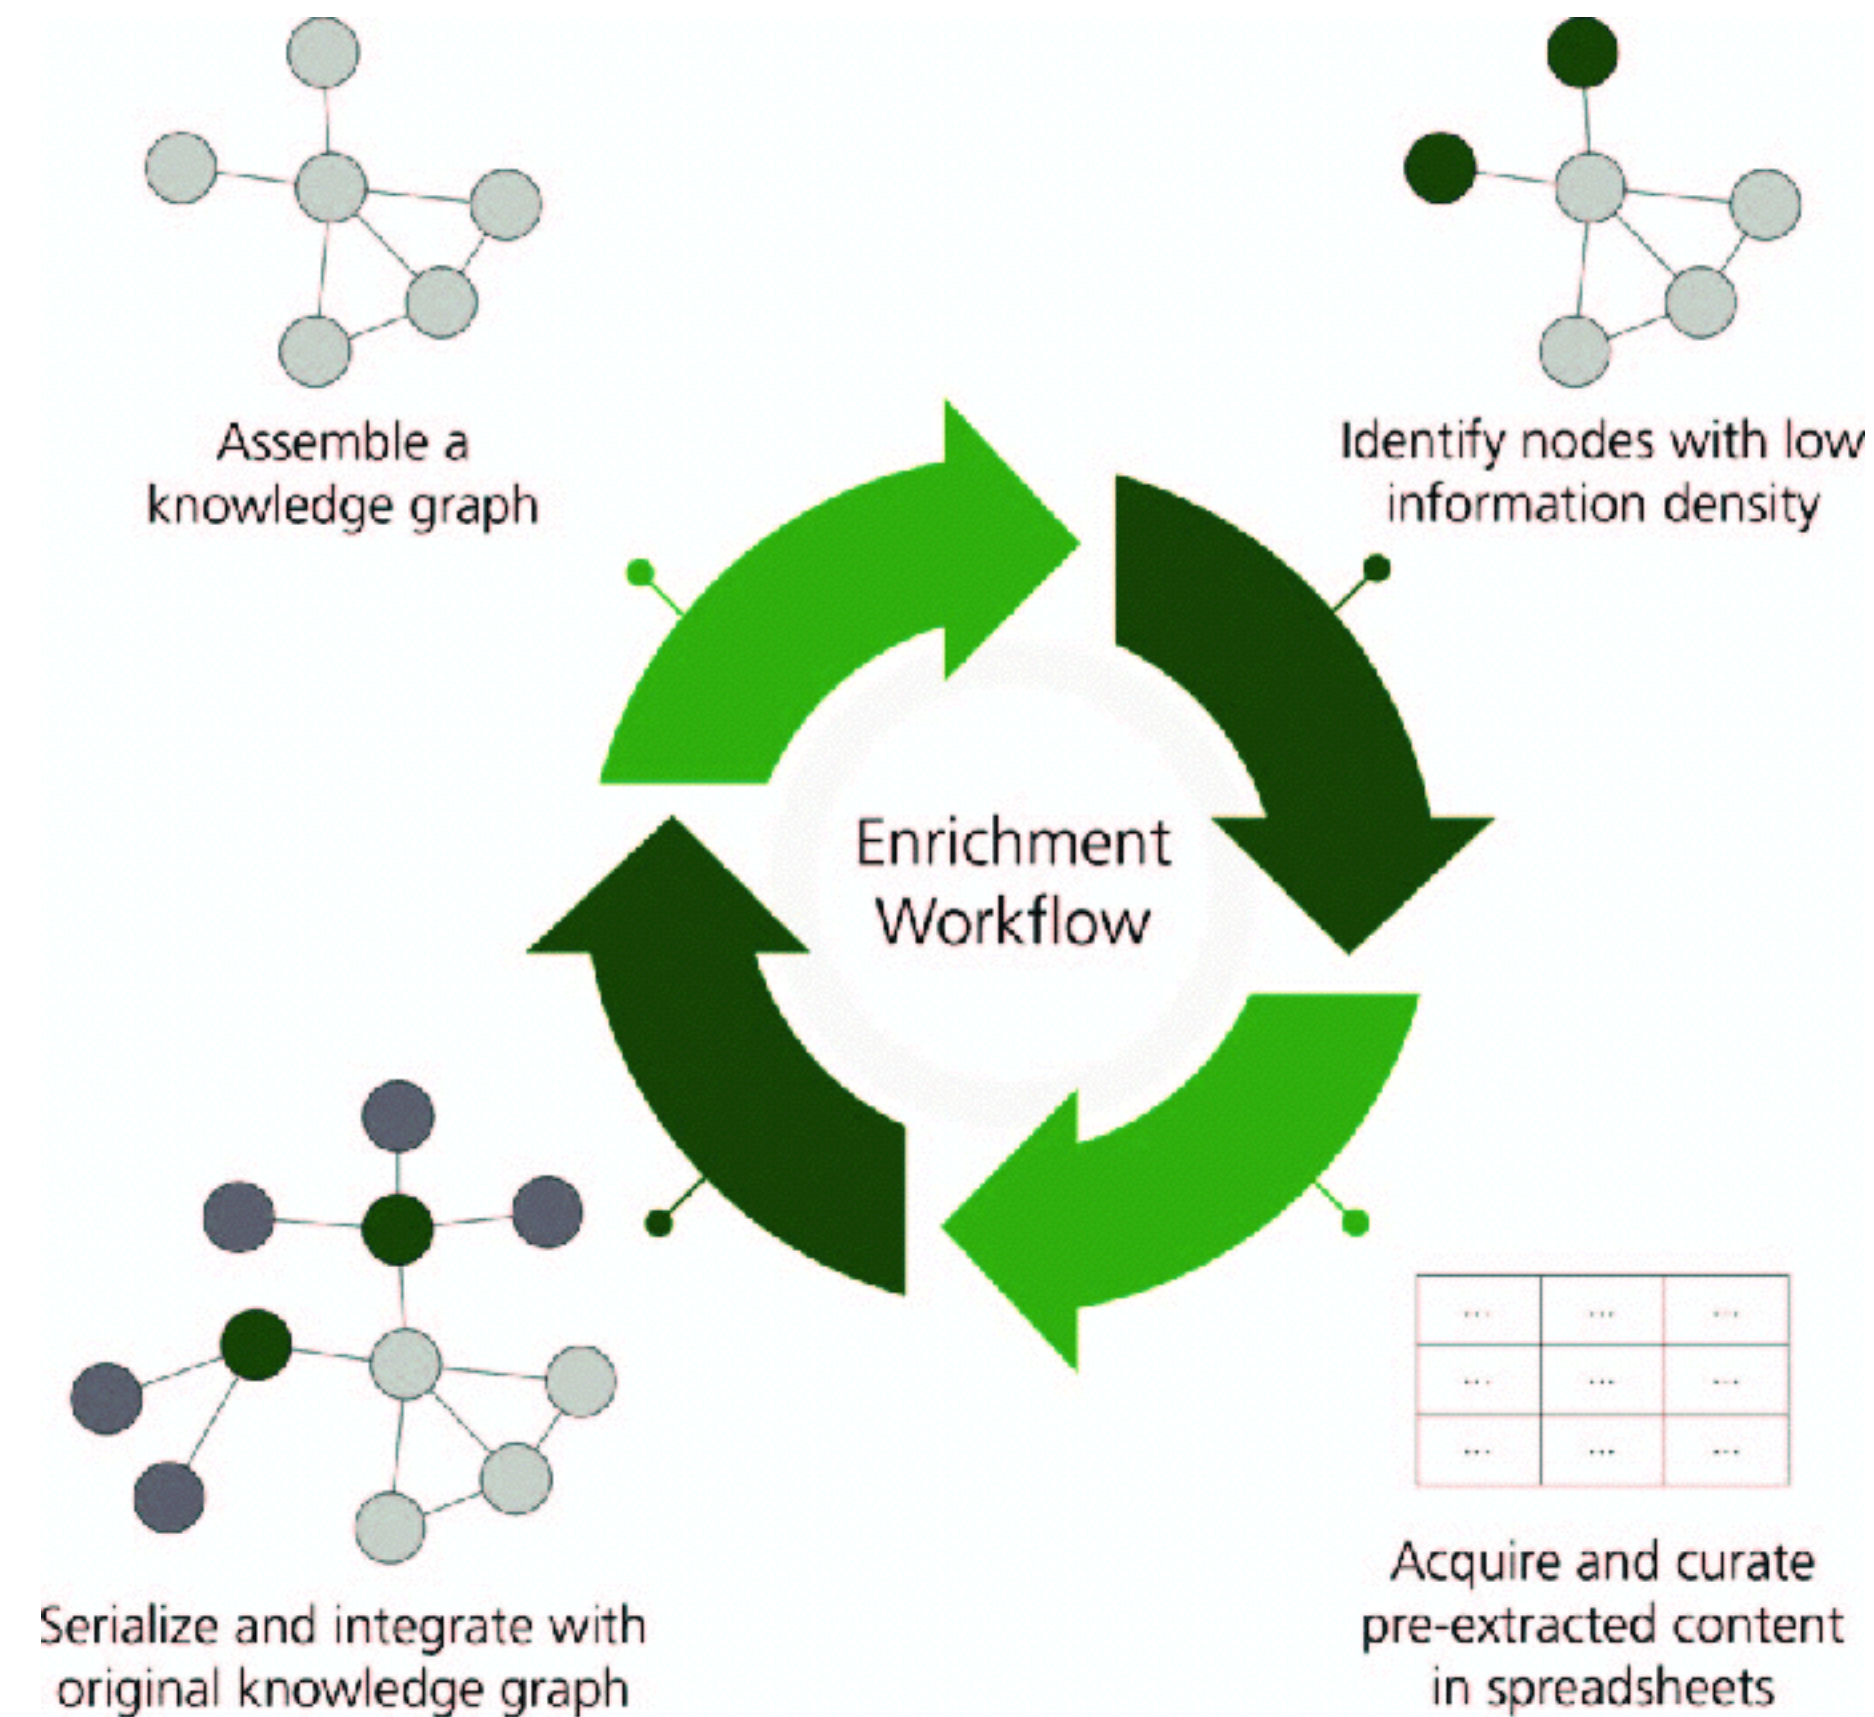 Assemble a
knowledge graph
Identify nodes with low
information density
Enrichment
Workflow
... ... ...
... ... ...
... ... ...
Acquire and curate
pre-extracted content
in spreadsheets
Serialize and integrate with
original knowledge graph